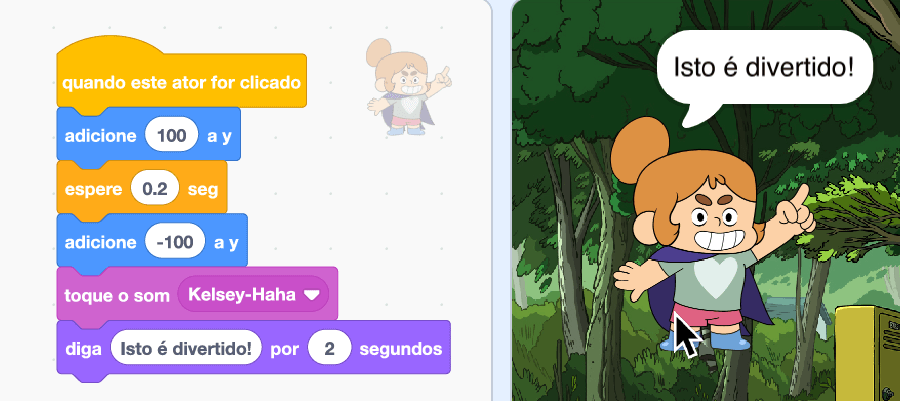 quando este ator for clicado
adicione 100 a y
espere 0.2 seg
adicione -100 a y
toque o som Kelsey-Haha
diga Isto é divertido! por 2 segundos
Isto é divertido!